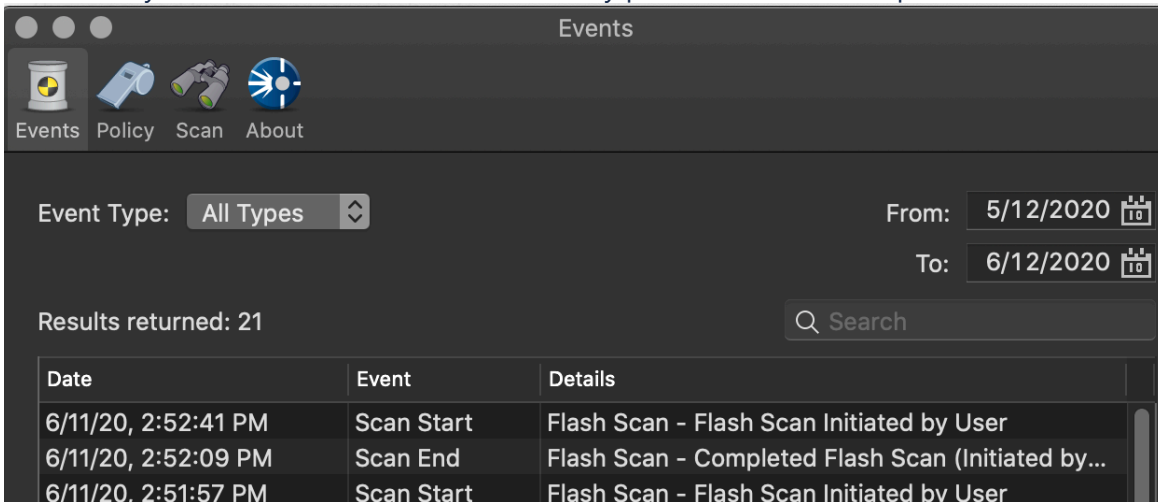 Events
Events Policy Scan About
Event Type: All Types
From: 5/12/2020
To: 6/12/2020
Results returned: 21
Search
Date Event Details
6/11/20, 2:52:41 PM Scan Start Flash Scan - Flash Scan Initiated by User
6/11/20, 2:52:09 PM Scan End Flash Scan - Completed Flash Scan (Initiated by...
6/11/20, 2:51:57 PM Scan Start Flash Scan - Flash Scan Initiated by User